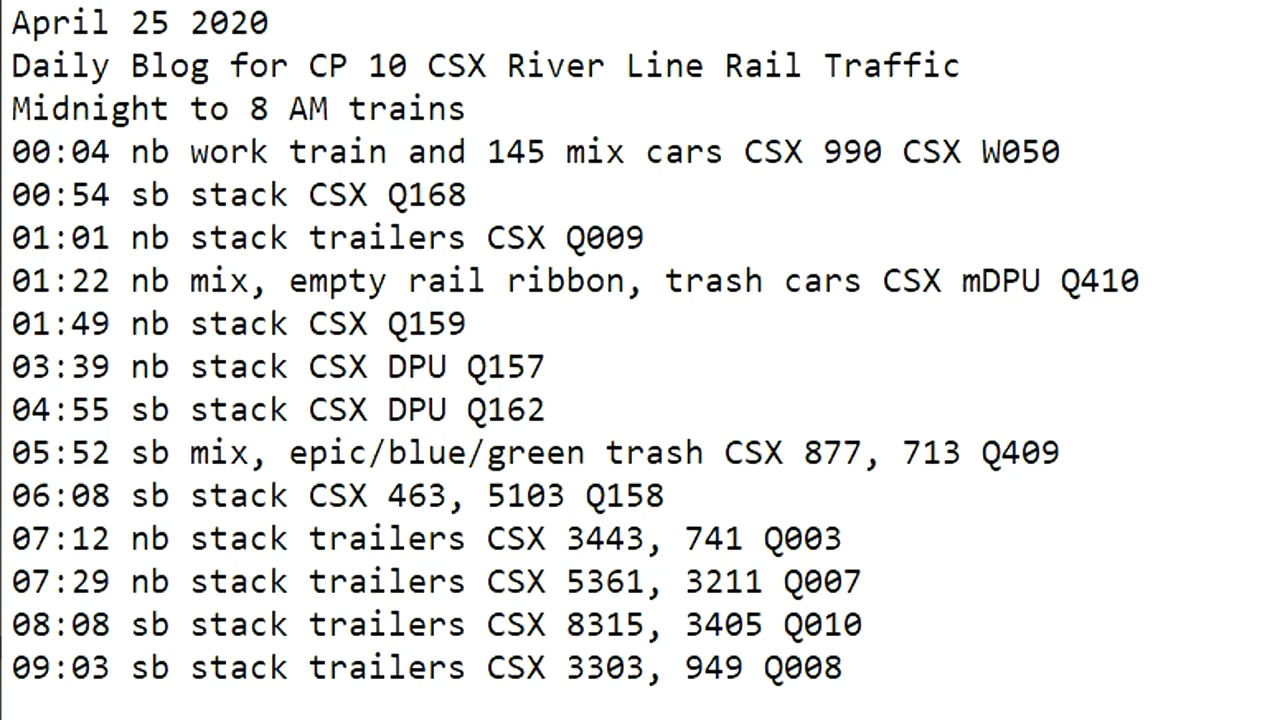 April 25 2020
Daily Blog for CP 10 CSX River Line Rail Traffic
Midnight to 8 AM trains
00:04 nb work train and 145 mix cars CSX 990 CSX W050
00:54 sb stack CSX Q168
01:01 nb stack trailers CSX Q009
01:22 nb mix, empty rail ribbon, trash cars CSX mDPU Q410
01:49 nb stack CSX Q159
03:39 nb stack CSX DPU Q157
04:55 sb stack CSX DPU Q162
05:52 sb mix, epic/blue/green trash CSX 877, 713 Q409
06:08 sb stack CSX 463, 5103 Q158
07:12 nb stack trailers CSX 3443, 741 Q003
07:29 nb stack trailers CSX 5361, 3211 Q007
08:08 sb stack trailers CSX 8315, 3405 Q010
09:03 sb stack trailers CSX 3303, 949 Q008